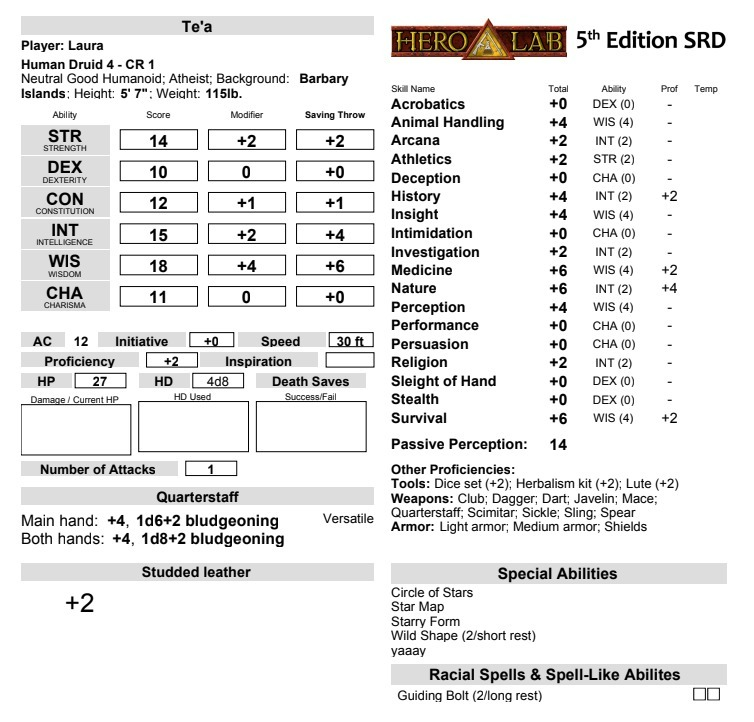 Te'a
Player: Laura
Human Druid 4 - CR 1
Neutral Good Humanoid; Atheist; Background: Barbary
Islands; Height: 5' 7"; Weight: 115lb.
Ability Score Modifier Saving Throw
STR 14 +2 +2
STRENGTH
DEX 10 0 +0
DEXTERITY
CON 12 +1 +1
CONSTITUTION
INT 15 +2 +4
INTELLIGENCE
WIS 18 +4 +6
WISDOM
CHA 11 0 +0
CHARISMA
AC 12 Initiative +0 Speed 30 ft
Proficiency +2 Inspiration
HP 27 HD 4d8 Death Saves
Damage / Current HP HD Used Success/Fail
Number of Attacks 1
Quarterstaff
Main hand: +4, 1d6+2 bludgeoning Versatile
Both hands: +4, 1d8+2 bludgeoning
Studded leather
+2
HERO LAB 5th Edition SRD
Skill Name Total Ability Prof Temp
Acrobatics +0 DEX (0) -
Animal Handling +4 WIS (4) -
Arcana +2 INT (2) -
Athletics +2 STR (2) -
Deception +0 CHA (0) -
History +4 INT (2) +2
Insight +4 WIS (4) -
Intimidation +0 CHA (0) -
Investigation +2 INT (2) -
Medicine +6 WIS (4) +2
Nature +6 INT (2) +4
Perception +4 WIS (4) -
Performance +0 CHA (0) -
Persuasion +0 CHA (0) -
Religion +2 INT (2) -
Sleight of Hand +0 DEX (0) -
Stealth +0 DEX (0) -
Survival +6 WIS (4) +2
Passive Perception: 14
Other Proficiencies:
Tools: Dice set (+2); Herbalism kit (+2); Lute (+2)
Weapons: Club; Dagger; Dart; Javelin; Mace;
Quarterstaff; Scimitar; Sickle; Sling; Spear
Armor: Light armor; Medium armor; Shields
Special Abilities
Circle of Stars
Star Map
Starry Form
Wild Shape (2/short rest)
yaaay
Racial Spells & Spell-Like Abilites
Guiding Bolt (2/long rest)